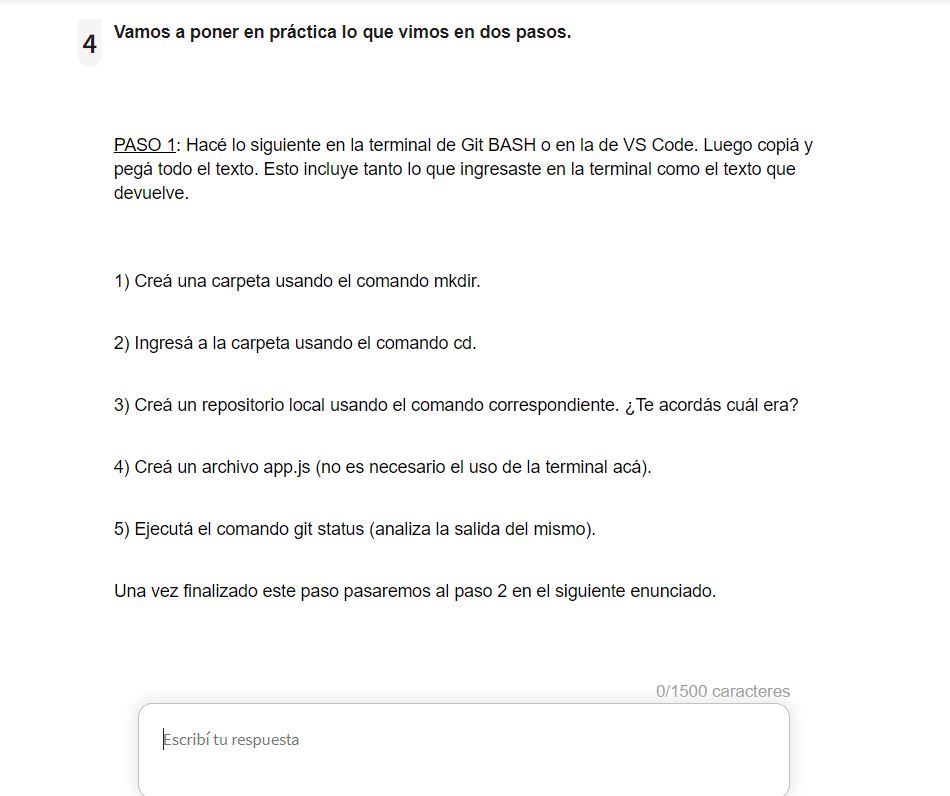 4
Vamos a poner en práctica lo que vimos en dos pasos.
PASO 1: Hacé lo siguiente en la terminal de Git BASH o en la de VS Code. Luego copiá y
pegá todo el texto. Esto incluye tanto lo que ingresaste en la terminal como el texto que
devuelve.
1) Creá una carpeta usando el comando mkdir.
2) Ingresá a la carpeta usando el comando cd.
3) Creá un repositorio local usando el comando correspondiente. ¿Te acordás cuál era?
4) Creá un archivo app.js (no es necesario el uso de la terminal acá).
5) Ejecutá el comando git status (analiza la salida del mismo).
Una vez finalizado este paso pasaremos al paso 2 en el siguiente enunciado.
0/1500 caracteres
Escribí tu respuesta